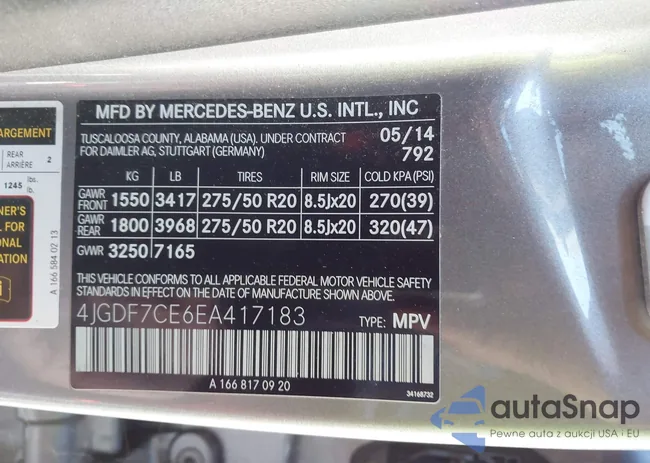 MFD BY MERCEDES-BENZ U.S. INTL., INC
TUSCALOOSA COUNTY, ALABAMA (USA). UNDER CONTRACT
FOR DAIMLER AG, STUTTGART (GERMANY)
05/14
792
KG LB TIRES RIM SIZE COLD KPA (PSI)
GAWR FRONT 1550 3417 275/50 R20 8.5Jx20 270(39)
GAWR REAR 1800 3968 275/50 R20 8.5Jx20 320(47)
GVWR 3250 7165
THIS VEHICLE CONFORMS TO ALL APPLICABLE FEDERAL MOTOR VEHICLE SAFETY
STANDARDS IN EFFECT ON THE DATE OF MANUFACTURE SHOWN ABOVE.
4JGDF7CE6EA417183 TYPE: MPV
A 166 817 09 20
34168732
ARGEMENT
REAR
ARRIÈRE 2
1245 lbs.
lb.
NER'S
L FOR
IONAL
ATION
A 166 584 02 13
autaSnap
Pewne auta z aukcji USA i EU